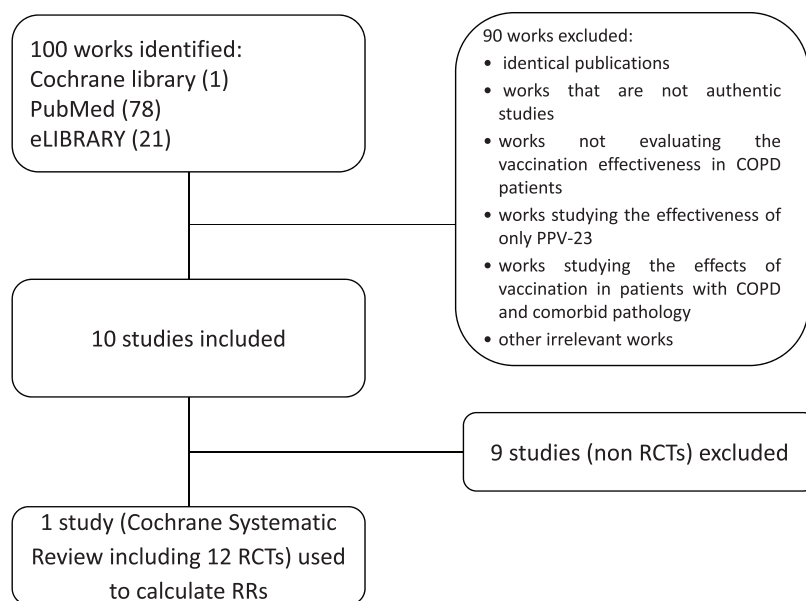 100 works identified:
Cochrane library (1)
PubMed (78)
eLIBRARY (21)
90 works excluded:
• identical publications
• works that are not authentic
studies
• works not evaluating the
vaccination effectiveness in COPD
patients
• works studying the effectiveness of
only PPV-23
• works studying the effects of
vaccination in patients with COPD
and comorbid pathology
• other irrelevant works
10 studies included
9 studies (non RCTs) excluded
1 study (Cochrane Systematic
Review including 12 RCTs) used
to calculate RRs